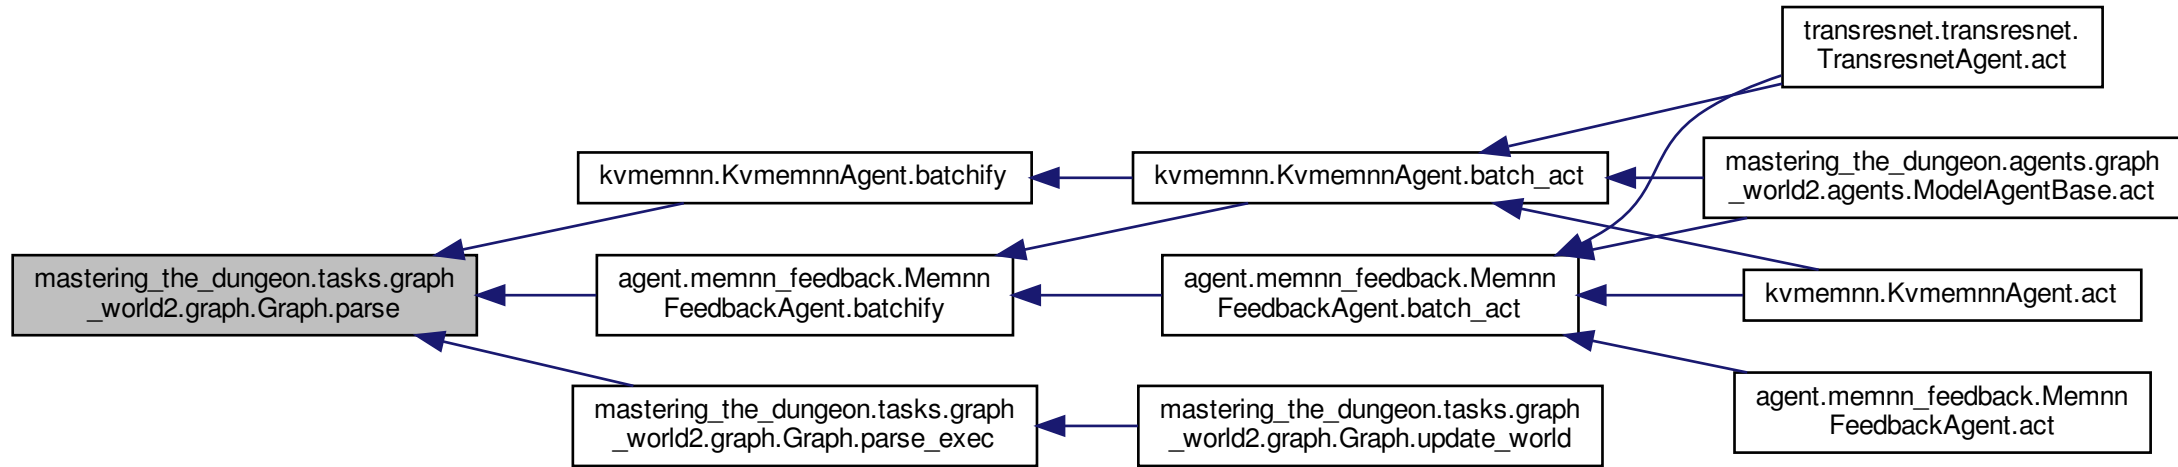 transresnet.transresnet.
TransresnetAgent.act
kvmemnn.KvmemnnAgent.batchify
kvmemnn.KvmemnnAgent.batch_act
mastering_the_dungeon.agents.graph
_world2.agents.ModelAgentBase.act
mastering_the_dungeon.tasks.graph
_world2.graph.Graph.parse
agent.memnn_feedback.Memnn
FeedbackAgent.batchify
agent.memnn_feedback.Memnn
FeedbackAgent.batch_act
kvmemnn.KvmemnnAgent.act
mastering_the_dungeon.tasks.graph
_world2.graph.Graph.parse_exec
mastering_the_dungeon.tasks.graph
_world2.graph.Graph.update_world
agent.memnn_feedback.Memnn
FeedbackAgent.act